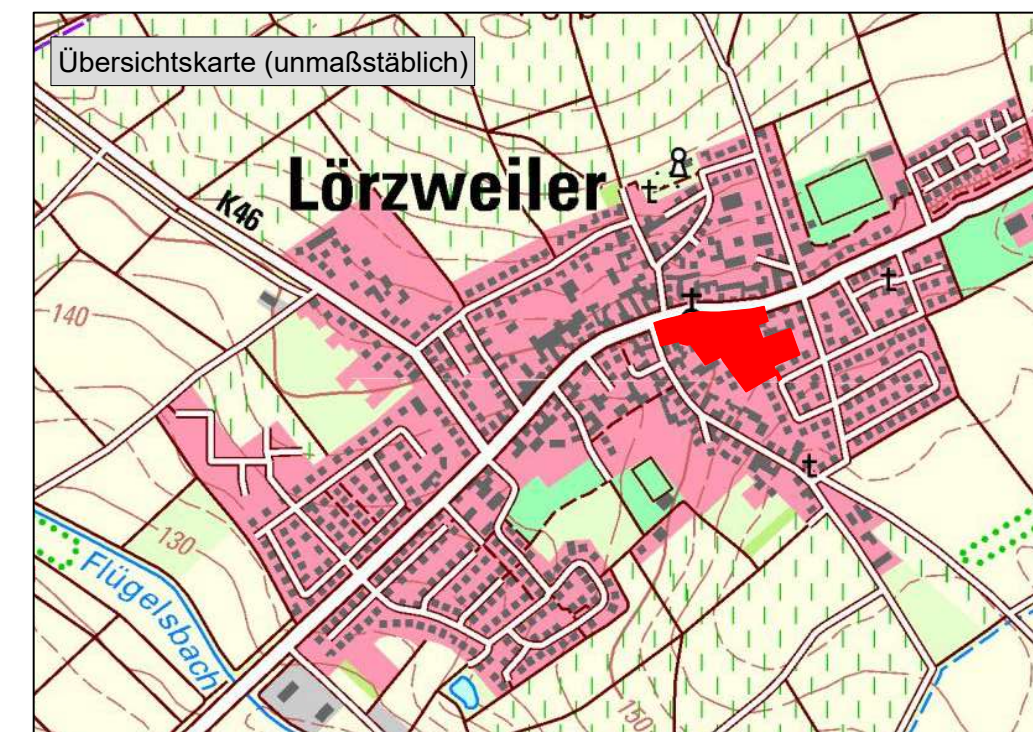 Übersichtskarte (unmaßstäblich)
Lörzweiler
K46
140
130
Flügelsbach
150